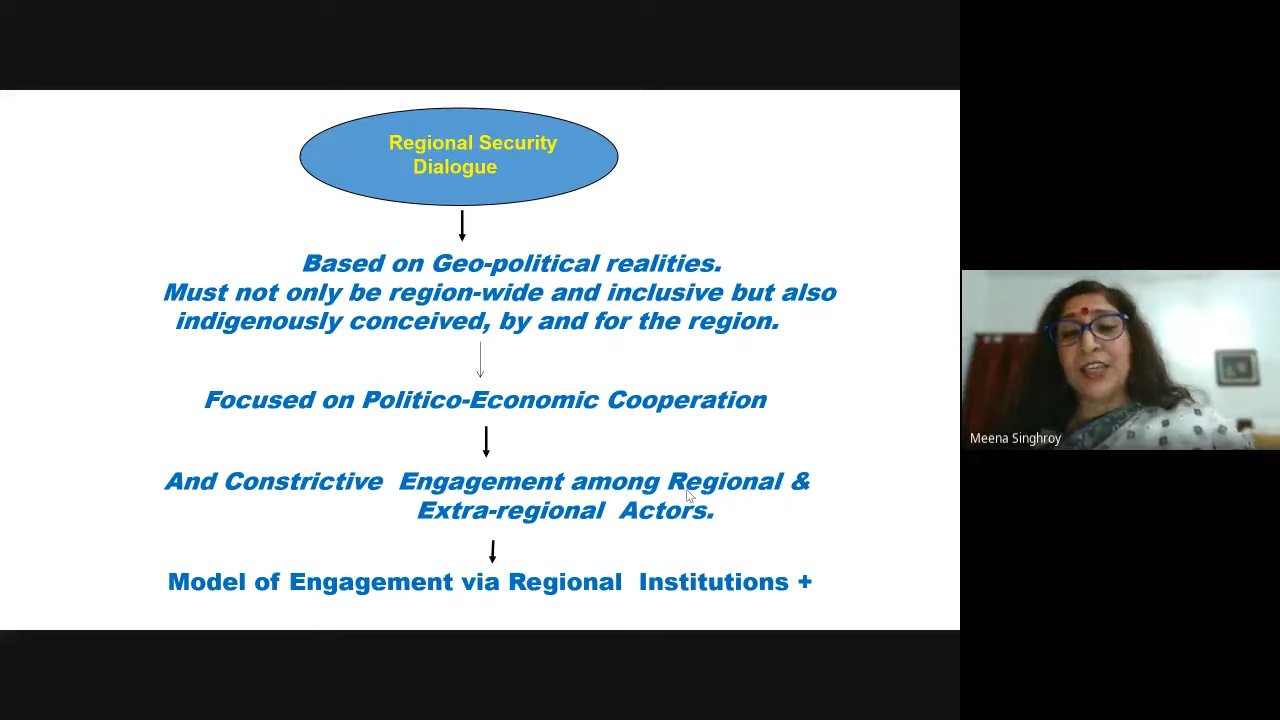 Regional Security
Dialogue
Based on Geo-political realities.
Must not only be region-wide and inclusive but also
indigenously conceived, by and for the region.
Focused on Politico-Economic Cooperation
And Constrictive Engagement among Regional &
Extra-regional Actors.
Model of Engagement via Regional Institutions +
Meena Singhroy